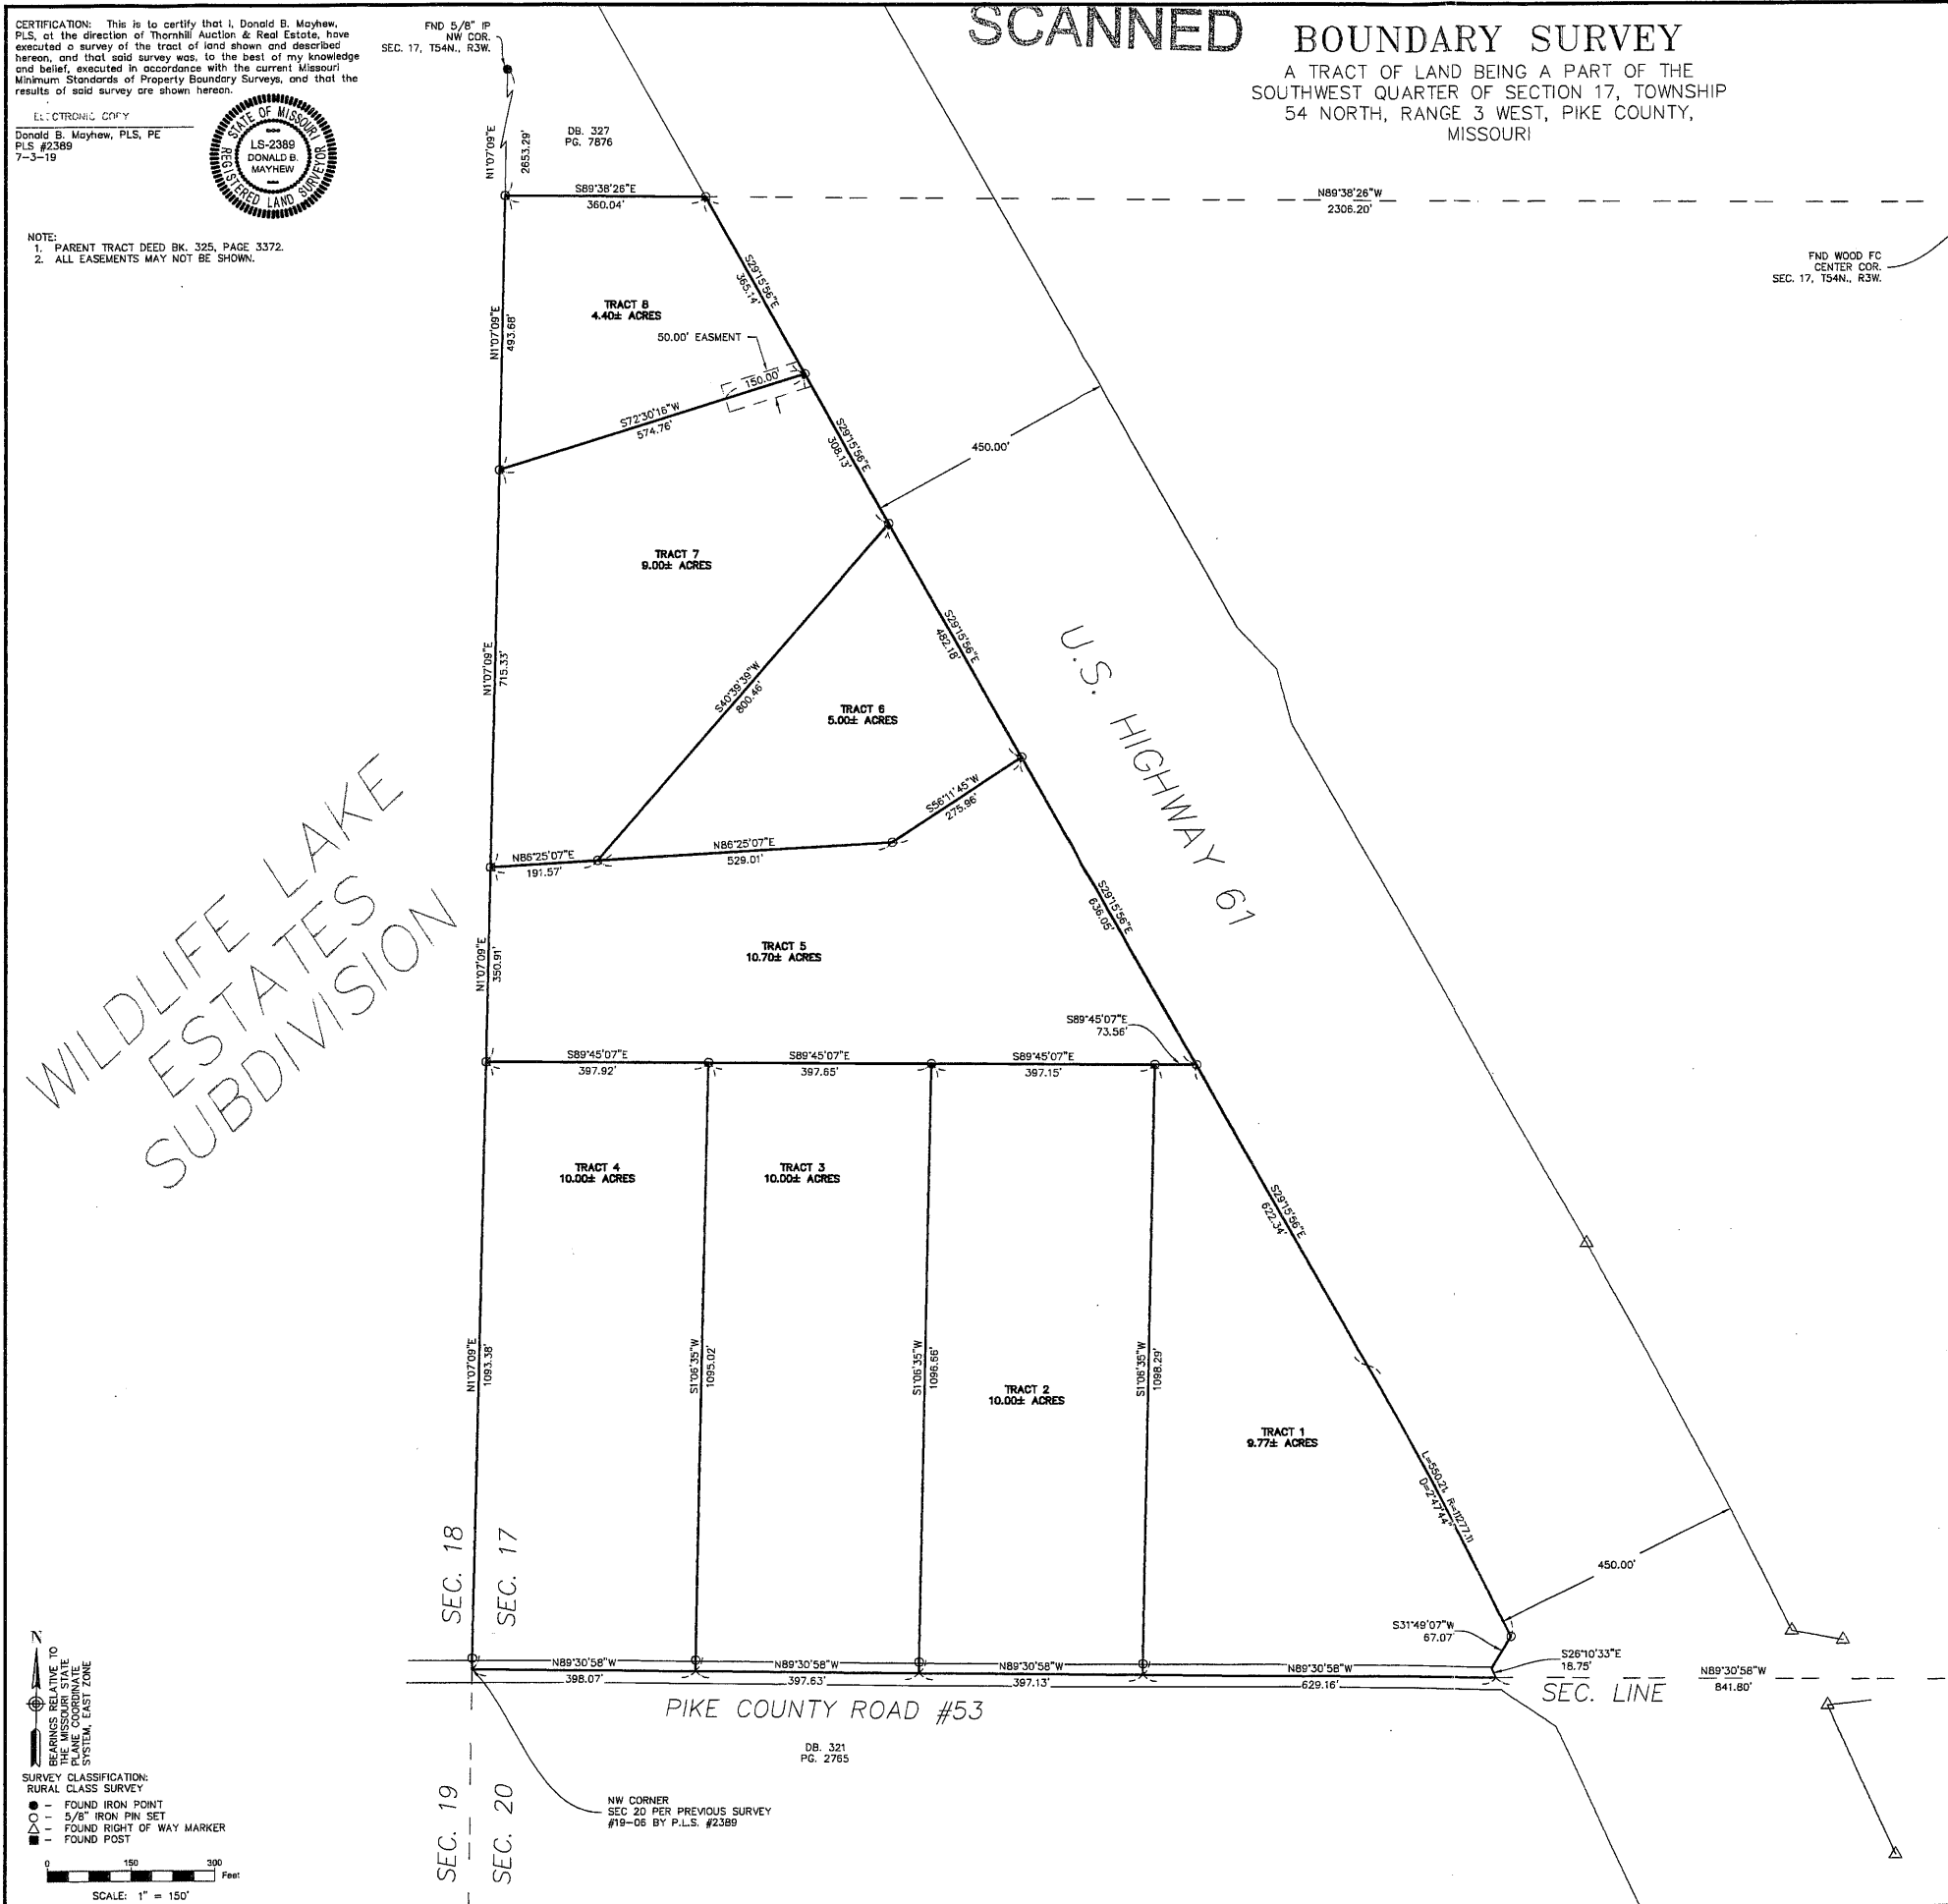 CERTIFICATION: This is to certify that I, Donald B. Mayhew,
PLS, at the direction of Thornhill Auction & Real Estate, have
executed a survey of the tract of land shown and described
hereon, and that said survey was, to the best of my knowledge
and belief, executed in accordance with the current Missouri
Minimum Standards of Property Boundary Surveys, and that the
results of said survey are shown hereon.
ELECTRONIC COPY
Donald B. Mayhew, PLS, PE
PLS #2389
7-3-19
STATE OF MISSOURI
LS-2389
DONALD B.
MAYHEW
REGISTERED LAND SURVEYOR
NOTE:
1. PARENT TRACT DEED BK. 325, PAGE 3372.
2. ALL EASEMENTS MAY NOT BE SHOWN.
FND 5/8" IP
NW COR.
SEC. 17, T54N., R3W.
SCANNED
BOUNDARY SURVEY
A TRACT OF LAND BEING A PART OF THE
SOUTHWEST QUARTER OF SECTION 17, TOWNSHIP
54 NORTH, RANGE 3 WEST, PIKE COUNTY,
MISSOURI
N1°07'09"E
2653.29'
DB. 327
PG. 7876
S89°38'26"E
360.04'
N89°38'26"W
2306.20'
FND WOOD FC
CENTER COR.
SEC. 17, T54N., R3W.
S29°15'56"E
365.14'
TRACT 8
4.40± ACRES
N1°07'09"E
493.68'
50.00' EASMENT
150.00'
S72°30'16"W
574.76'
S29°15'56"E
308.13'
450.00'
TRACT 7
9.00± ACRES
N1°07'09"E
715.33'
S40°39'39"W
800.46'
S29°15'56"E
482.18'
TRACT 6
5.00± ACRES
U.S. HIGHWAY 61
S56°11'45"W
275.96'
N86°25'07"E
191.57'
N86°25'07"E
529.01'
WILDLIFE LAKE
ESTATES
SUBDIVISION
S29°15'56"E
636.05'
TRACT 5
10.70± ACRES
N1°07'09"E
350.91'
S89°45'07"E
73.56'
S89°45'07"E
397.92'
S89°45'07"E
397.65'
S89°45'07"E
397.15'
TRACT 4
10.00± ACRES
TRACT 3
10.00± ACRES
S29°15'56"E
622.34'
N1°07'09"E
1093.38'
S1°06'35"W
1095.02'
S1°06'35"W
1096.66'
S1°06'35"W
1098.29'
TRACT 2
10.00± ACRES
TRACT 1
9.77± ACRES
L=550.21, R=11277.11
D=2°47'44"
450.00'
SEC. 18
SEC. 17
S31°49'07"W
67.07'
S26°10'33"E
18.75'
N89°30'58"W
398.07'
N89°30'58"W
397.63'
N89°30'58"W
397.13'
N89°30'58"W
629.16'
SEC. LINE
N89°30'58"W
841.80'
PIKE COUNTY ROAD #53
DB. 321
PG. 2765
NW CORNER
SEC 20 PER PREVIOUS SURVEY
#19-06 BY P.L.S. #2389
SEC. 19
SEC. 20
N
BEARINGS RELATIVE TO
THE MISSOURI STATE
PLANE COORDINATE
SYSTEM, EAST ZONE
SURVEY CLASSIFICATION:
RURAL CLASS SURVEY
- FOUND IRON POINT
- 5/8" IRON PIN SET
- FOUND RIGHT OF WAY MARKER
- FOUND POST
0 150 300
Feet
SCALE: 1" = 150'